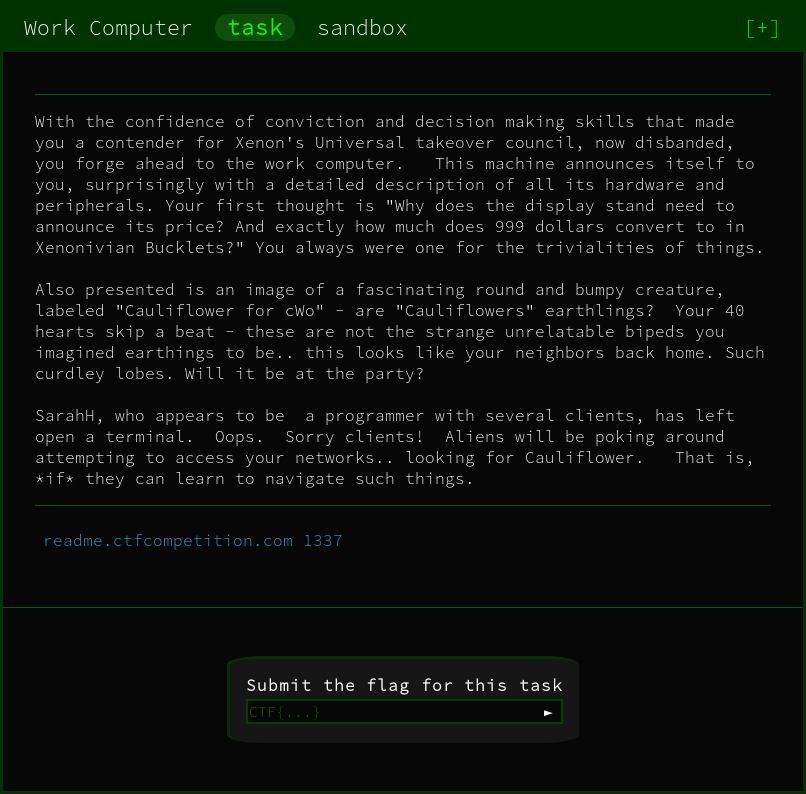 Work Computer task sandbox [+]
With the confidence of conviction and decision making skills that made
you a contender for Xenon's Universal takeover council, now disbanded,
you forge ahead to the work computer.   This machine announces itself to
you, surprisingly with a detailed description of all its hardware and
peripherals. Your first thought is "Why does the display stand need to
announce its price? And exactly how much does 999 dollars convert to in
Xenonivian Bucklets?" You always were one for the trivialities of things.
Also presented is an image of a fascinating round and bumpy creature,
labeled "Cauliflower for cWo" - are "Cauliflowers" earthlings?  Your 40
hearts skip a beat - these are not the strange unrelatable bipeds you
imagined earthings to be.. this looks like your neighbors back home. Such
curdley lobes. Will it be at the party?
SarahH, who appears to be  a programmer with several clients, has left
open a terminal.  Oops.  Sorry clients!  Aliens will be poking around
attempting to access your networks.. looking for Cauliflower.   That is,
*if* they can learn to navigate such things.
readme.ctfcompetition.com 1337
Submit the flag for this task
CTF{...} ►